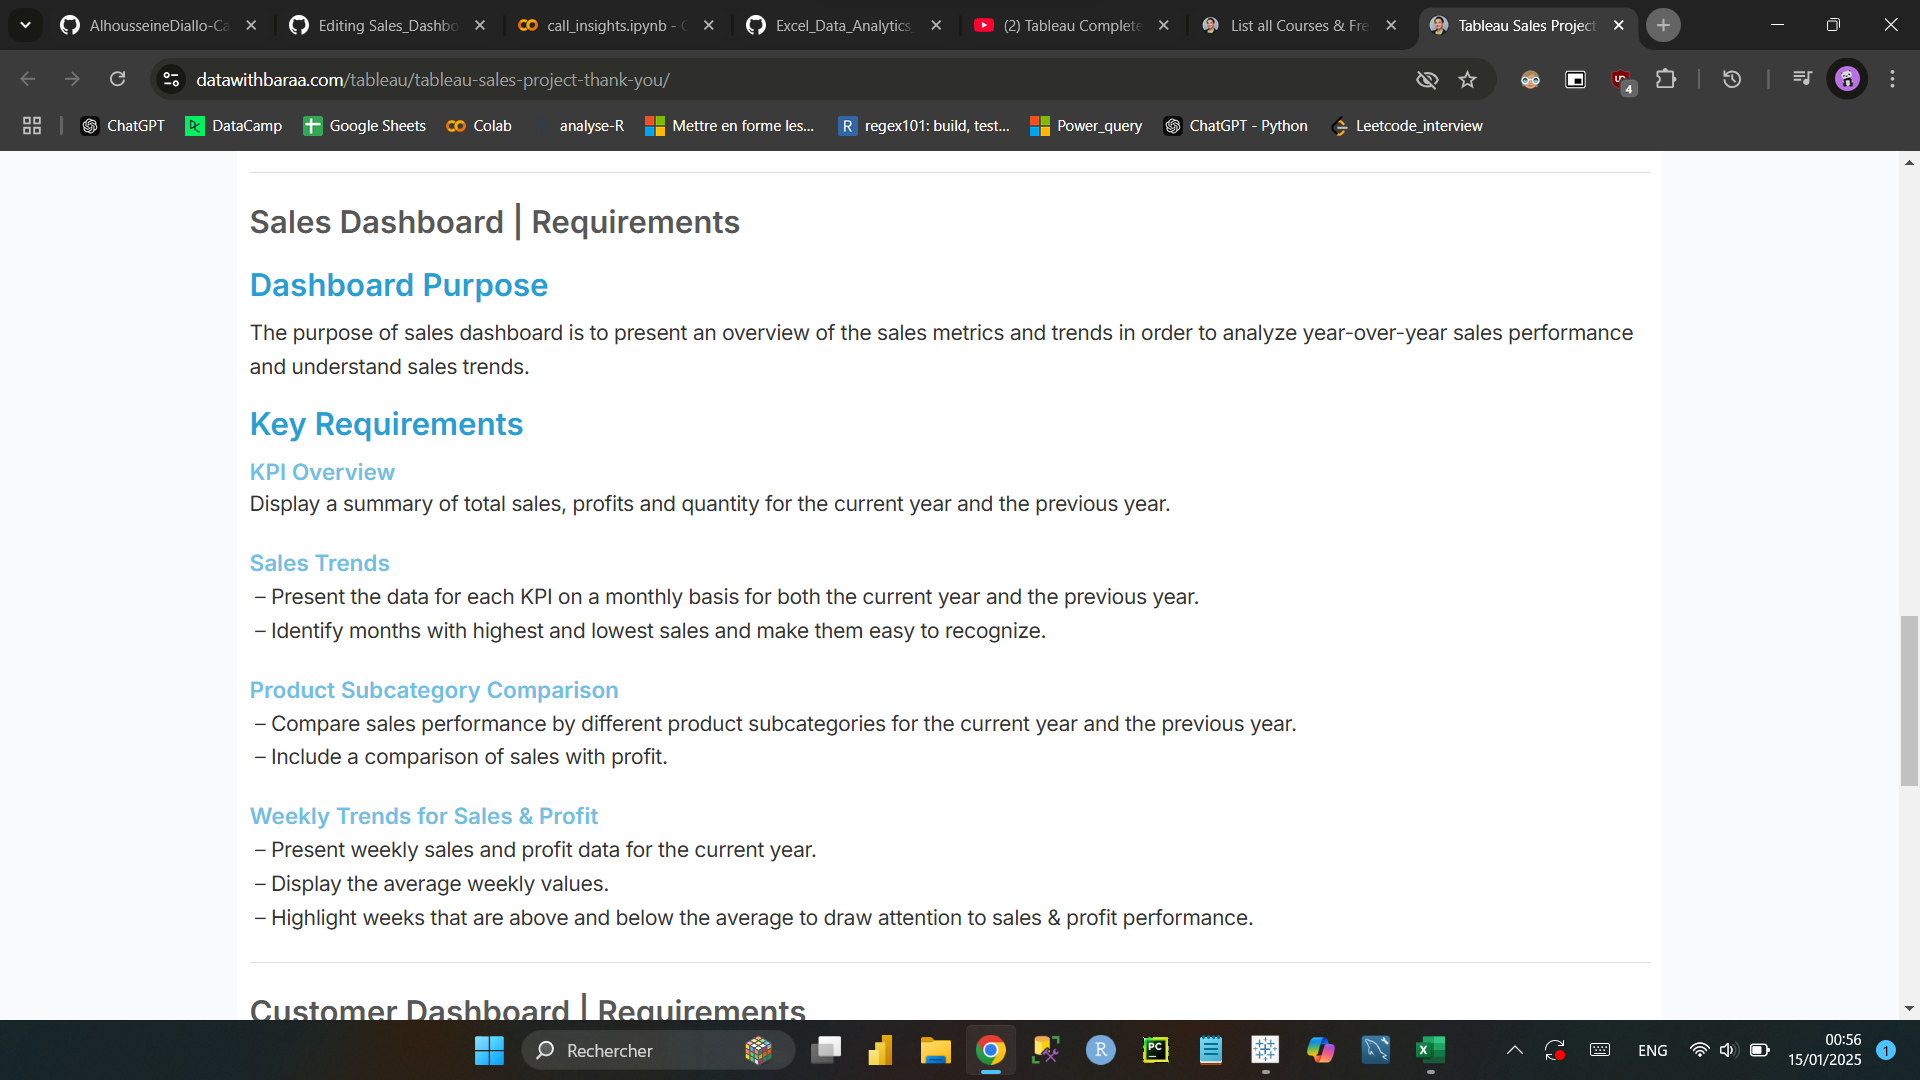 AlhousseineDiallo-Ca
Editing Sales_Dashbo
call_insights.ipynb - C
Excel_Data_Analytics_
(2) Tableau Complete
List all Courses & Fre
Tableau Sales Project
datawithbaraa.com/tableau/tableau-sales-project-thank-you/
4
ChatGPT
DataCamp
Google Sheets
Colab
analyse-R
Mettre en forme les...
R
regex101: build, test...
Power_query
ChatGPT - Python
Leetcode_interview
Sales Dashboard | Requirements
Dashboard Purpose
The purpose of sales dashboard is to present an overview of the sales metrics and trends in order to analyze year-over-year sales performance
and understand sales trends.
Key Requirements
KPI Overview
Display a summary of total sales, profits and quantity for the current year and the previous year.
Sales Trends
– Present the data for each KPI on a monthly basis for both the current year and the previous year.
– Identify months with highest and lowest sales and make them easy to recognize.
Product Subcategory Comparison
– Compare sales performance by different product subcategories for the current year and the previous year.
– Include a comparison of sales with profit.
Weekly Trends for Sales & Profit
– Present weekly sales and profit data for the current year.
– Display the average weekly values.
– Highlight weeks that are above and below the average to draw attention to sales & profit performance.
Customer Dashboard | Requirements
Rechercher
R
PC
ENG
00:56
15/01/2025
1